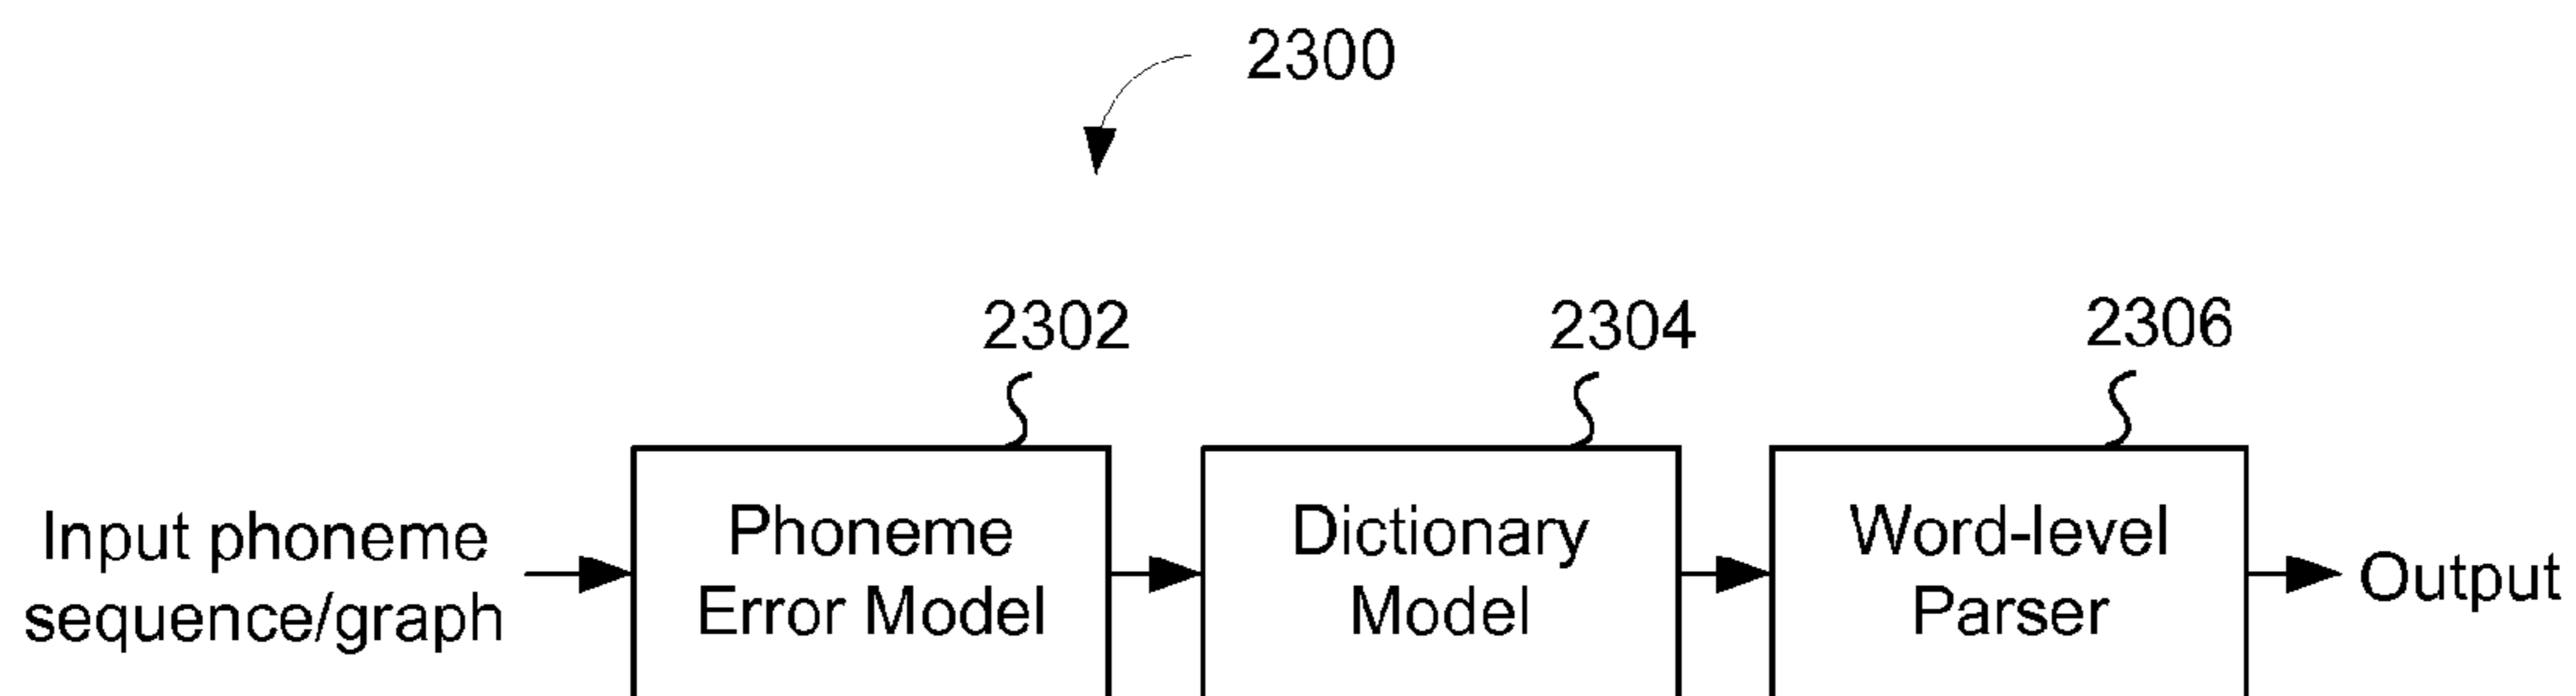 2300
2302
2304
2306
Input phoneme
sequence/graph
Phoneme
Error Model
Dictionary
Model
Word-level
Parser
Output